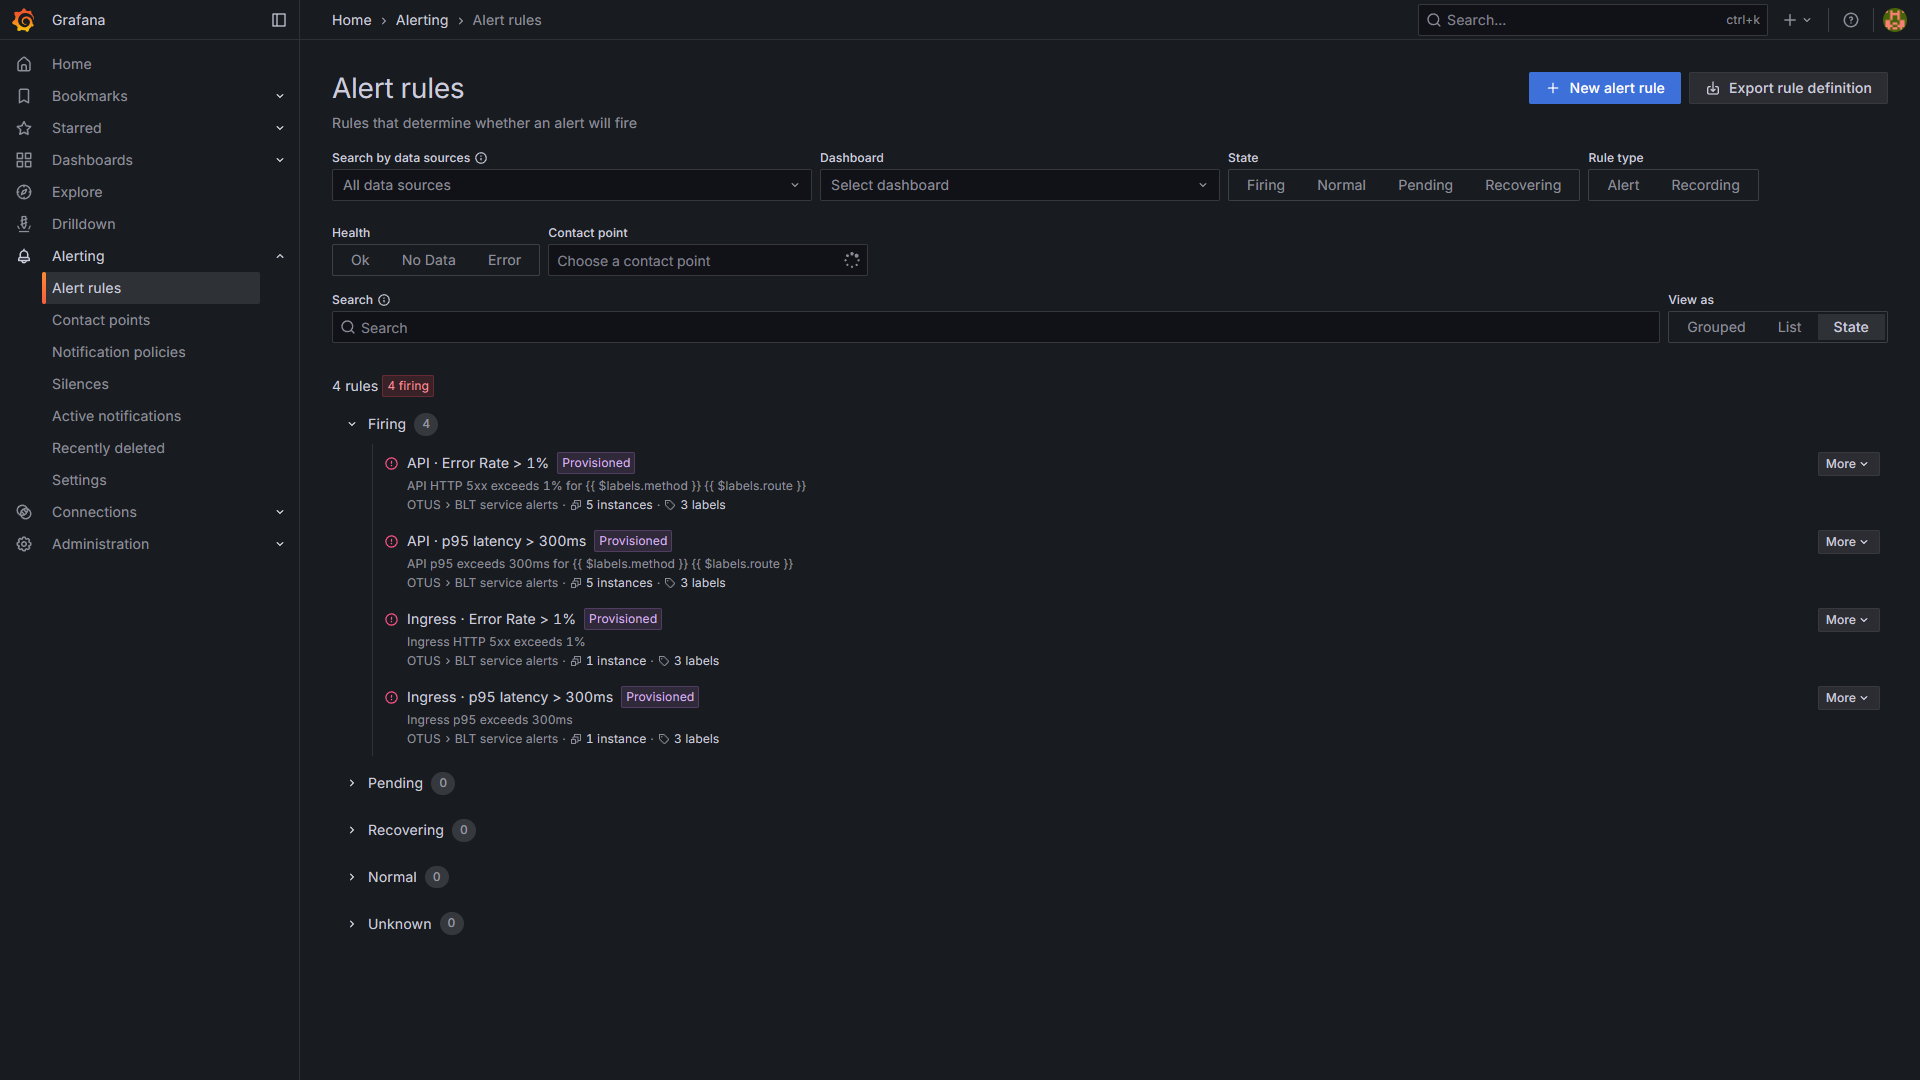 Grafana
Home › Alerting › Alert rules
Search... ctrl+k
Home
Bookmarks
Starred
Dashboards
Explore
Drilldown
Alerting
Alert rules
Contact points
Notification policies
Silences
Active notifications
Recently deleted
Settings
Connections
Administration
Alert rules
New alert rule
Export rule definition
Rules that determine whether an alert will fire
Search by data sources
All data sources
Dashboard
Select dashboard
State
Firing Normal Pending Recovering
Rule type
Alert Recording
Health
Ok No Data Error
Contact point
Choose a contact point
Search
Search
View as
Grouped List State
4 rules 4 firing
Firing 4
API · Error Rate > 1% Provisioned
More
API HTTP 5xx exceeds 1% for {{ $labels.method }} {{ $labels.route }}
OTUS › BLT service alerts · 5 instances · 3 labels
API · p95 latency > 300ms Provisioned
More
API p95 exceeds 300ms for {{ $labels.method }} {{ $labels.route }}
OTUS › BLT service alerts · 5 instances · 3 labels
Ingress · Error Rate > 1% Provisioned
More
Ingress HTTP 5xx exceeds 1%
OTUS › BLT service alerts · 1 instance · 3 labels
Ingress · p95 latency > 300ms Provisioned
More
Ingress p95 exceeds 300ms
OTUS › BLT service alerts · 1 instance · 3 labels
Pending 0
Recovering 0
Normal 0
Unknown 0